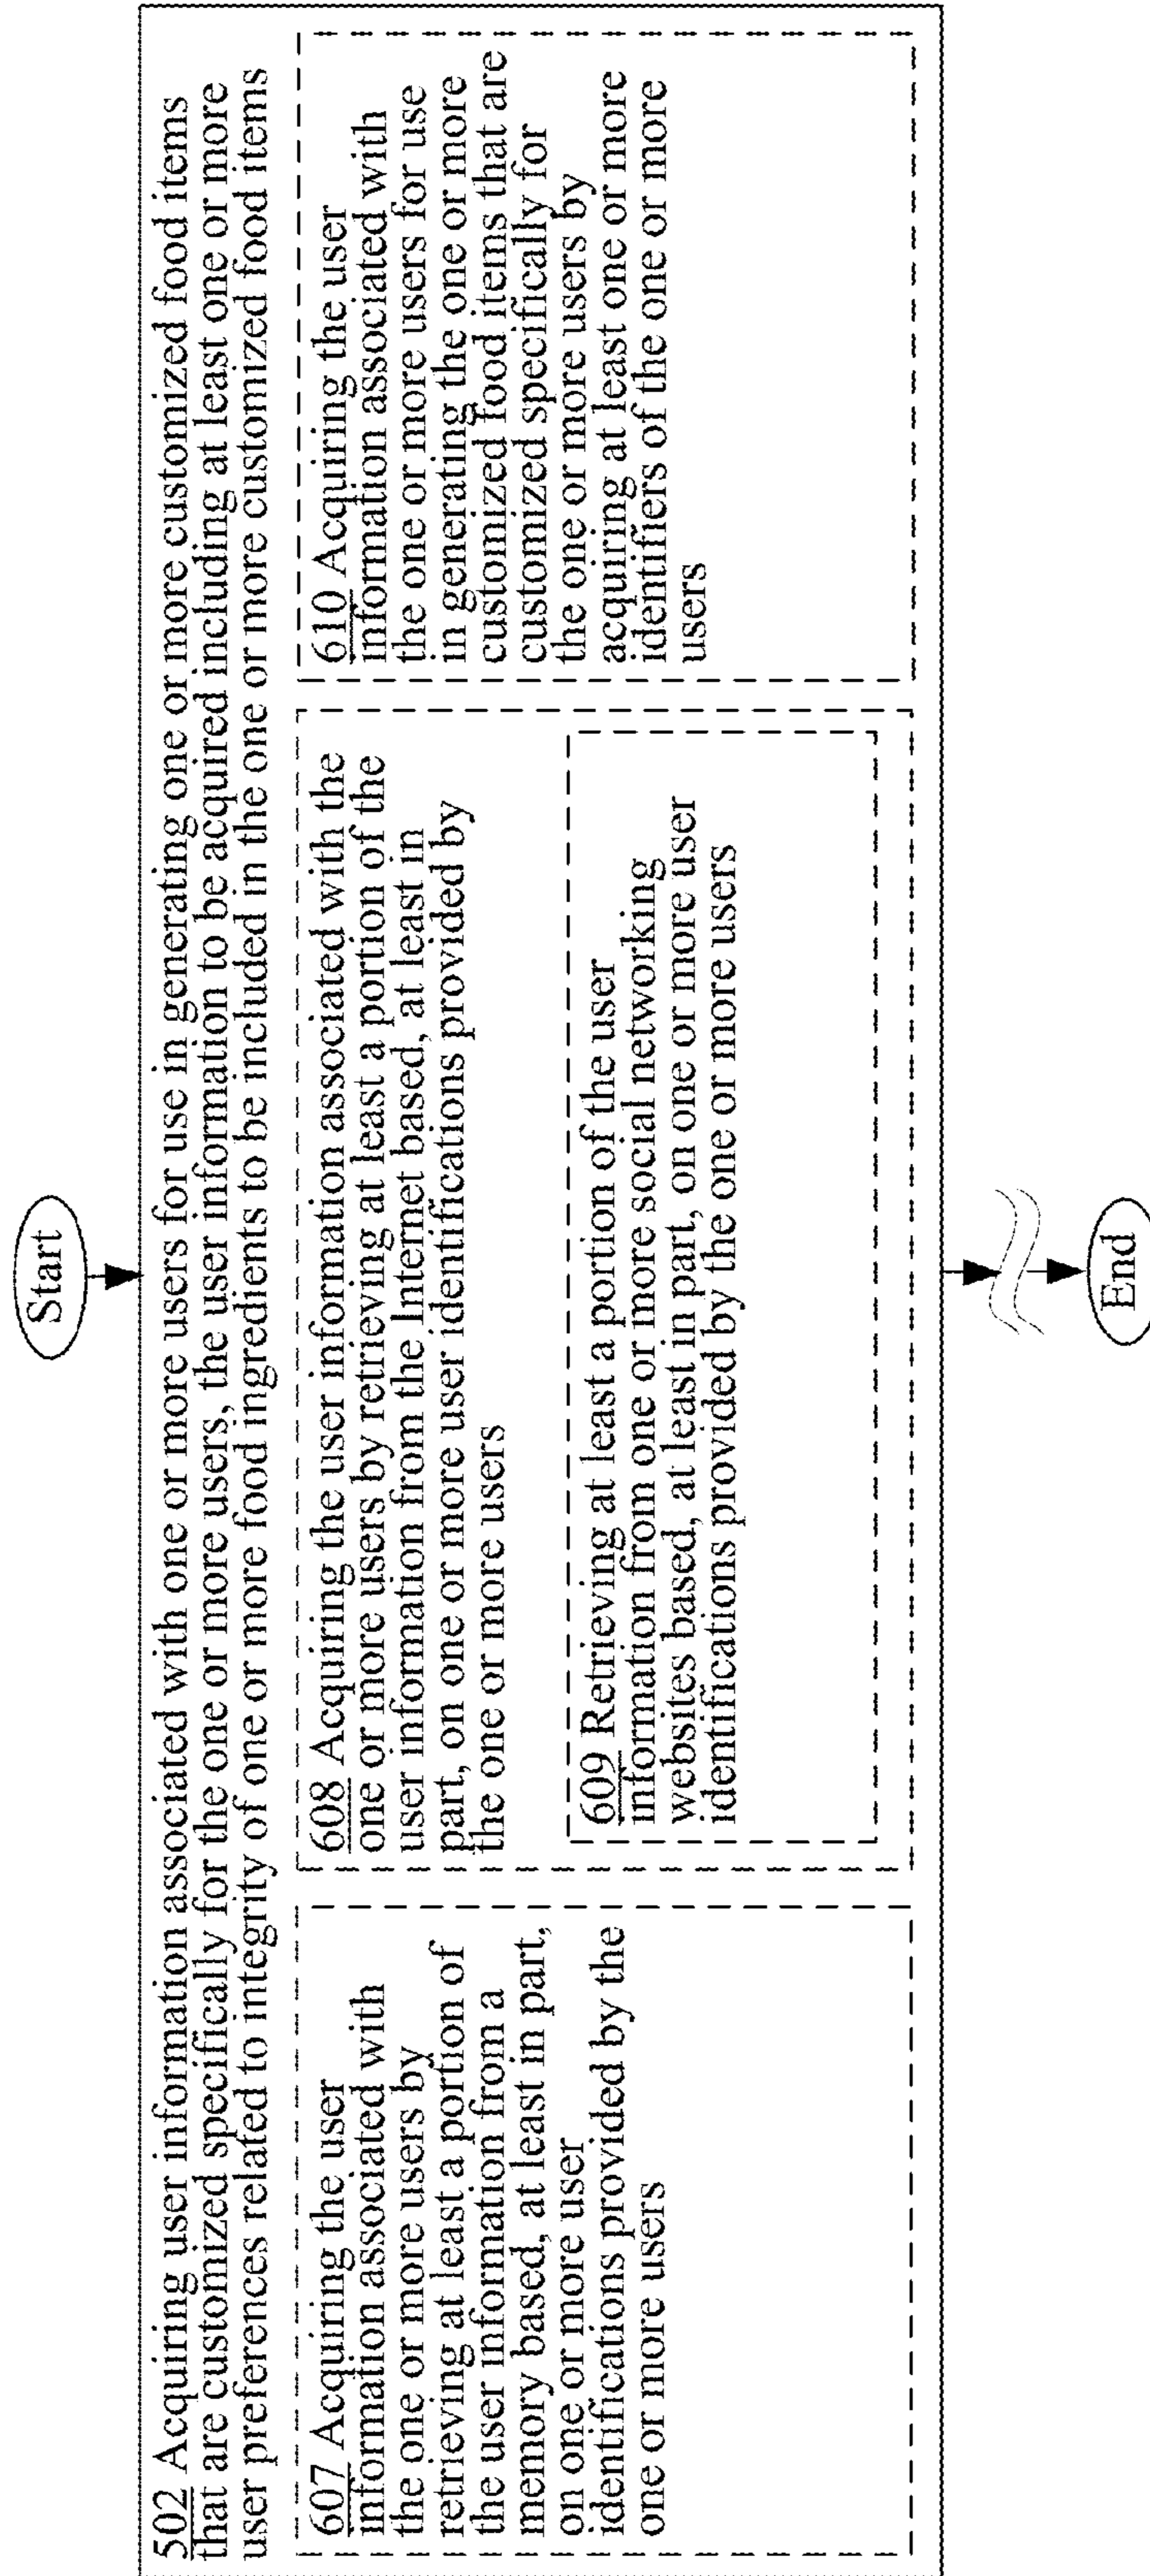 Start
502 Acquiring user information associated with one or more users for use in generating one or more customized food items
that are customized specifically for the one or more users, the user information to be acquired including at least one or more
user preferences related to integrity of one or more food ingredients to be included in the one or more customized food items
607 Acquiring the user
information associated with
the one or more users by
retrieving at least a portion of
the user information from a
memory based, at least in part,
on one or more user
identifications provided by the
one or more users
608 Acquiring the user information associated with the
one or more users by retrieving at least a portion of the
user information from the Internet based, at least in
part, on one or more user identifications provided by
the one or more users
609 Retrieving at least a portion of the user
information from one or more social networking
websites based, at least in part, on one or more user
identifications provided by the one or more users
610 Acquiring the user
information associated with
the one or more users for use
in generating the one or more
customized food items that are
customized specifically for
the one or more users by
acquiring at least one or more
identifiers of the one or more
users
End